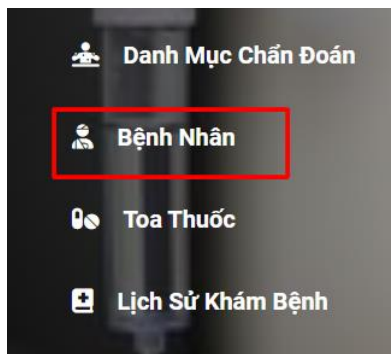 Danh Mục Chẩn Đoán
Bệnh Nhân
Toa Thuốc
Lịch Sử Khám Bệnh